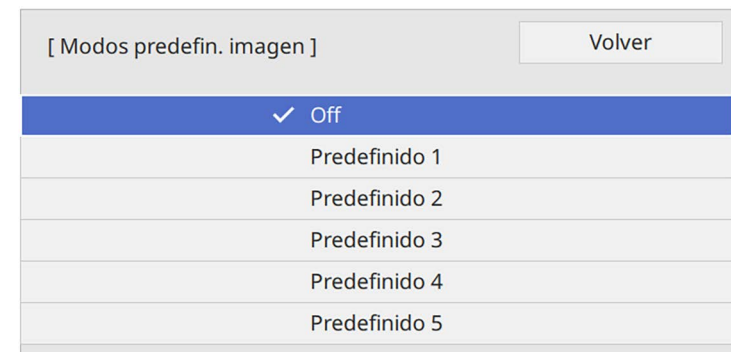 [ Modos predefin. imagen ]
Volver
Off
Predefinido 1
Predefinido 2
Predefinido 3
Predefinido 4
Predefinido 5